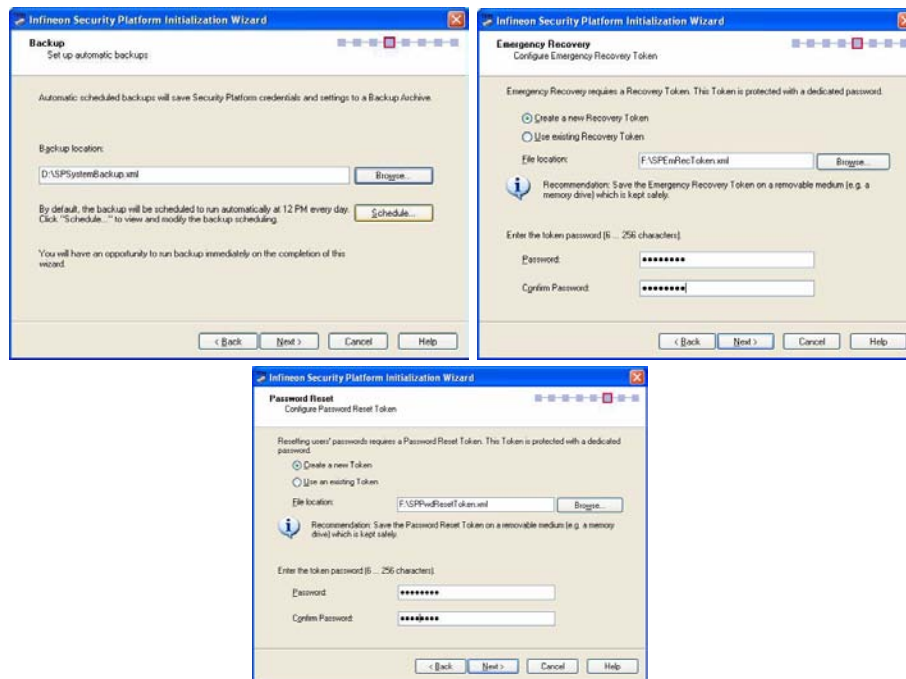 Infineon Security Platform Initialization Wizard
Backup
Set up automatic backups
Automatic scheduled backups will save Security Platform credentials and settings to a Backup Archive.
Backup location:
D:\SPSystemBackup.xml
Browse...
By default, the backup will be scheduled to run automatically at 12 PM every day.
Click "Schedule..." to view and modify the backup scheduling.
Schedule...
You will have an opportunity to run backup immediately on the completion of this
wizard.
< Back
Next >
Cancel
Help
Infineon Security Platform Initialization Wizard
Emergency Recovery
Configure Emergency Recovery Token
Emergency Recovery requires a Recovery Token. This Token is protected with a dedicated password.
Create a new Recovery Token
Use existing Recovery Token
File location:
F:\SPEmRecToken.xml
Browse...
Recommendation: Save the Emergency Recovery Token on a removable medium (e.g. a
memory drive) which is kept safely.
Enter the token password (6 ... 256 characters).
Password:
••••••••
Confirm Password:
••••••••
< Back
Next >
Cancel
Help
Infineon Security Platform Initialization Wizard
Password Reset
Configure Password Reset Token
Resetting users' passwords requires a Password Reset Token. This Token is protected with a dedicated
password.
Create a new Token
Use an existing Token
File location:
F:\SPPwdResetToken.xml
Browse...
Recommendation: Save the Password Reset Token on a removable medium (e.g. a memory
drive) which is kept safely.
Enter the token password (6 ... 256 characters).
Password:
••••••••
Confirm Password:
••••••••
< Back
Next >
Cancel
Help